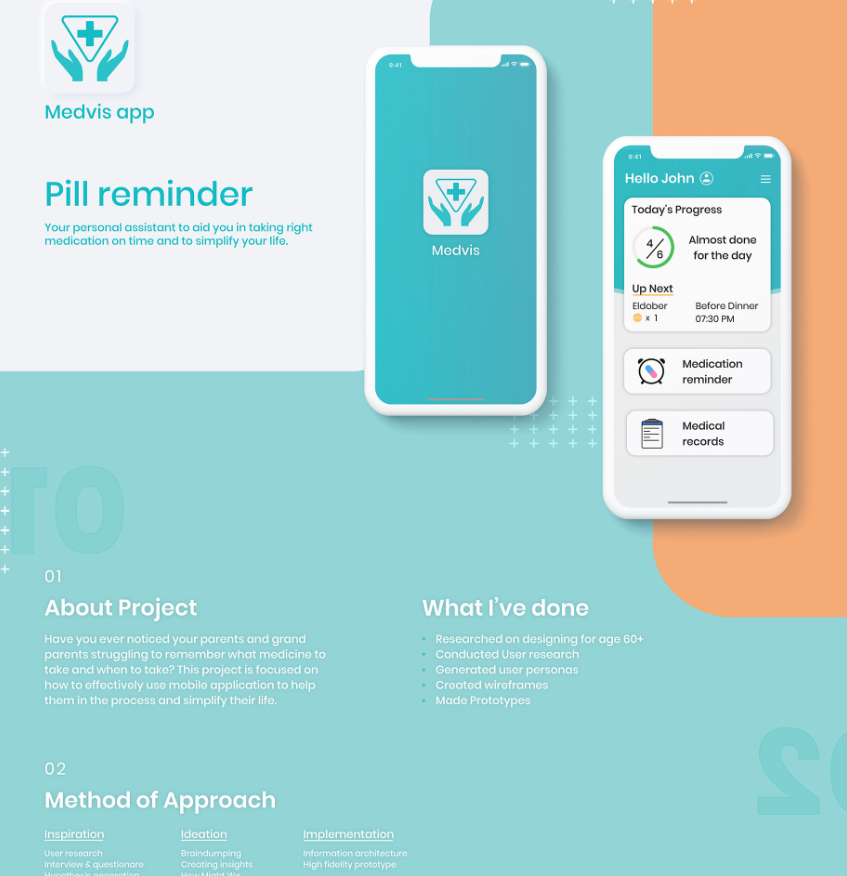 Medvis app
Pill reminder
Your personal assistant to aid you in taking right
medication on time and to simplify your life.
9:41
Medvis
9:41
Hello John
Today's Progress
4/6
Almost done
for the day
Up Next
Eldober
x 1
Before Dinner
07:30 PM
Medication
reminder
Medical
records
01
01
About Project
Have you ever noticed your parents and grand
parents struggling to remember what medicine to
take and when to take? This project is focused on
how to effectively use mobile application to help
them in the process and simplify their life.
What I've done
• Researched on designing for age 60+
• Conducted User research
• Generated user personas
• Created wireframes
• Made Prototypes
02
02
Method of Approach
Inspiration
User research
Interview & questionare
Hypothesis generation
Ideation
Braindumping
Creating insights
How Might We
Implementation
Information architecture
High fidelity prototype